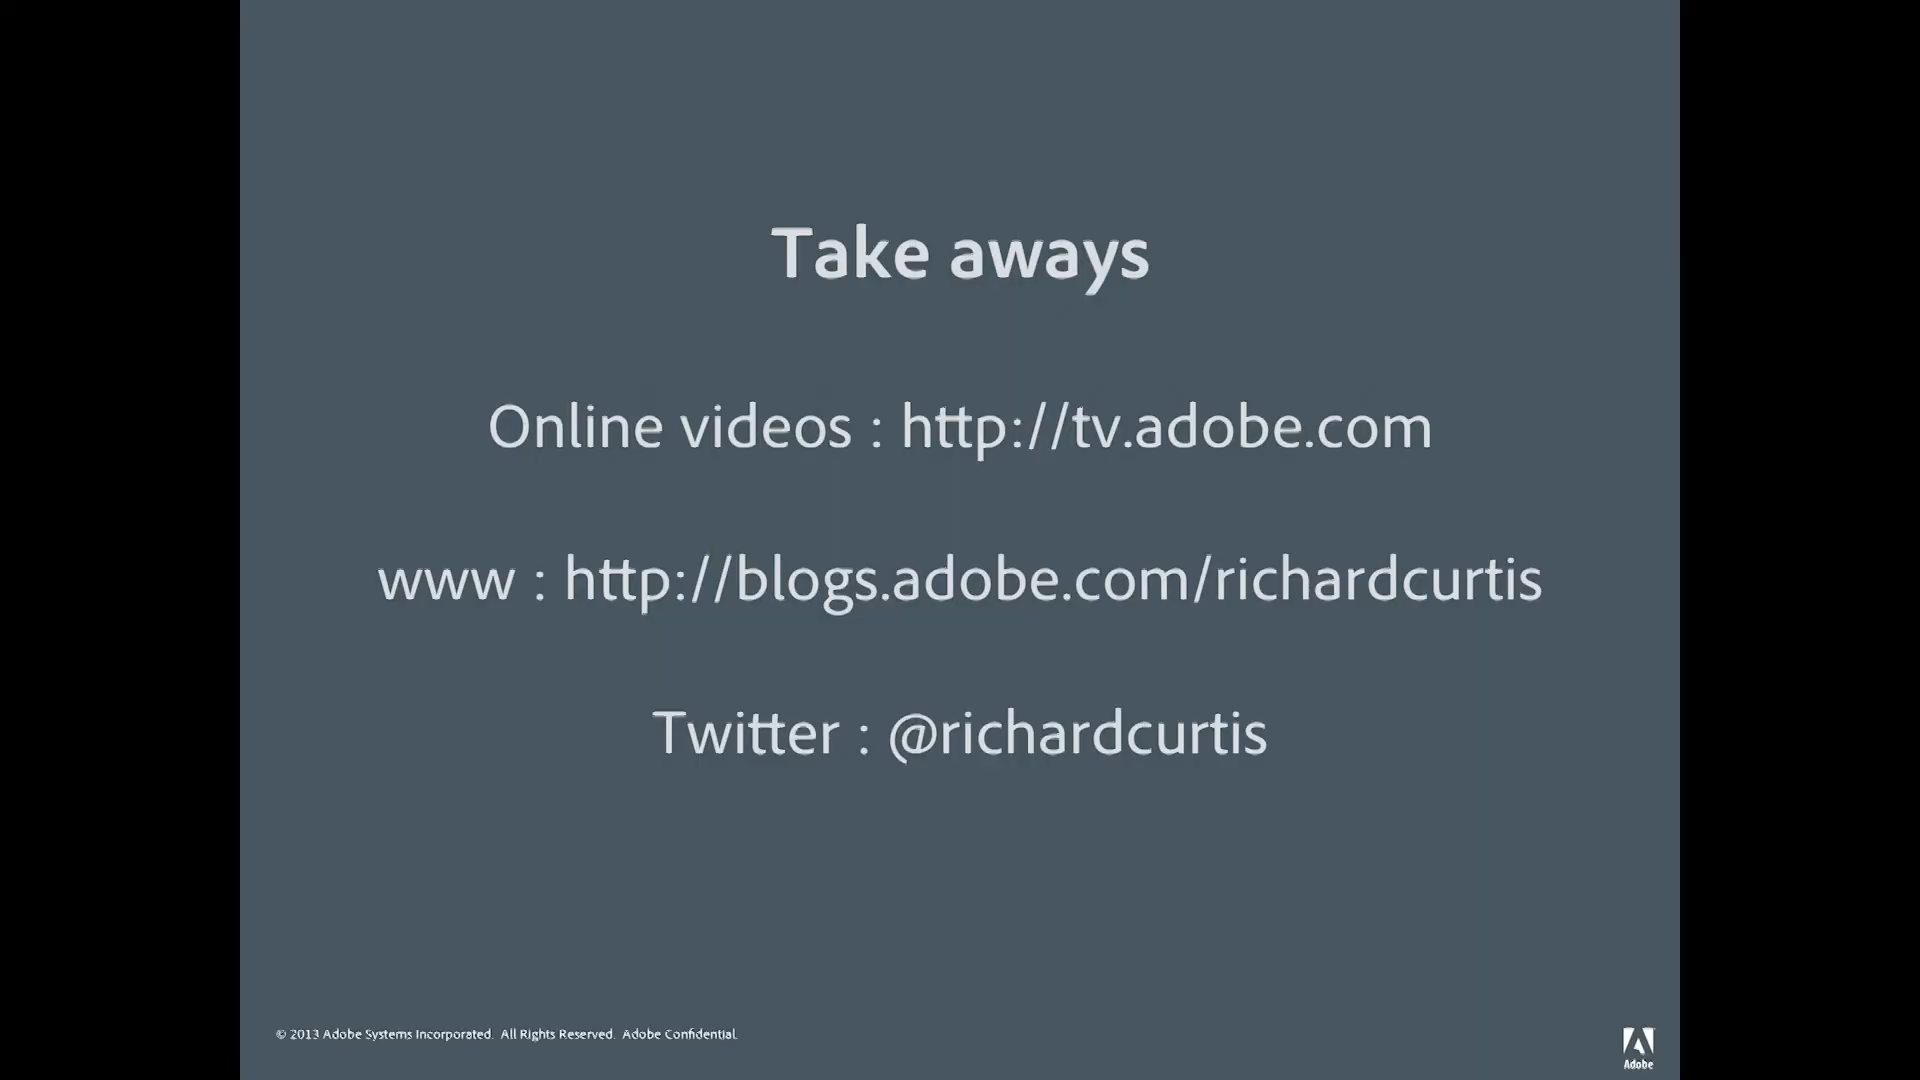 Take aways
Online videos : http://tv.adobe.com
www : http://blogs.adobe.com/richardcurtis
Twitter : @richardcurtis
© 2013 Adobe Systems Incorporated. All Rights Reserved. Adobe Confidential.
Adobe